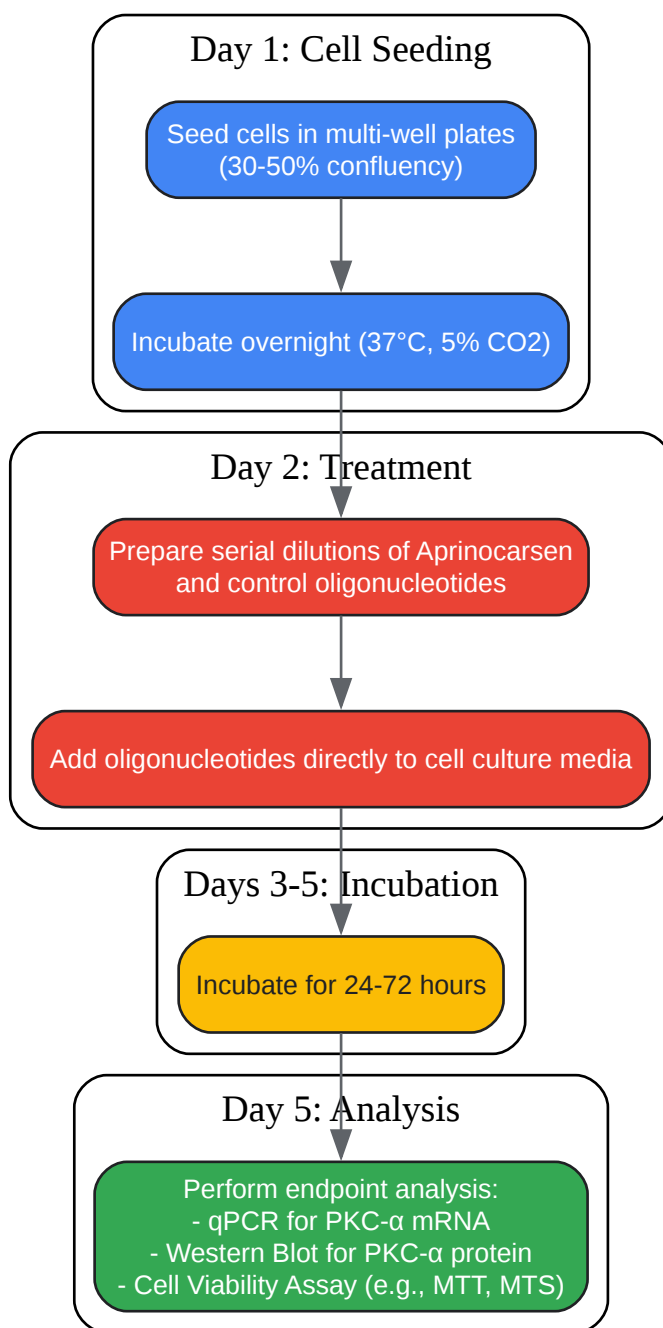 Day 1: Cell Seeding
Seed cells in multi-well plates
(30-50% confluency)
Incubate overnight (37°C, 5% CO2)
Day 2: Treatment
Prepare serial dilutions of Aprinocarsen
and control oligonucleotides
Add oligonucleotides directly to cell culture media
Days 3-5: Incubation
Incubate for 24-72 hours
Day 5: Analysis
Perform endpoint analysis:
- qPCR for PKC-α mRNA
- Western Blot for PKC-α protein
- Cell Viability Assay (e.g., MTT, MTS)